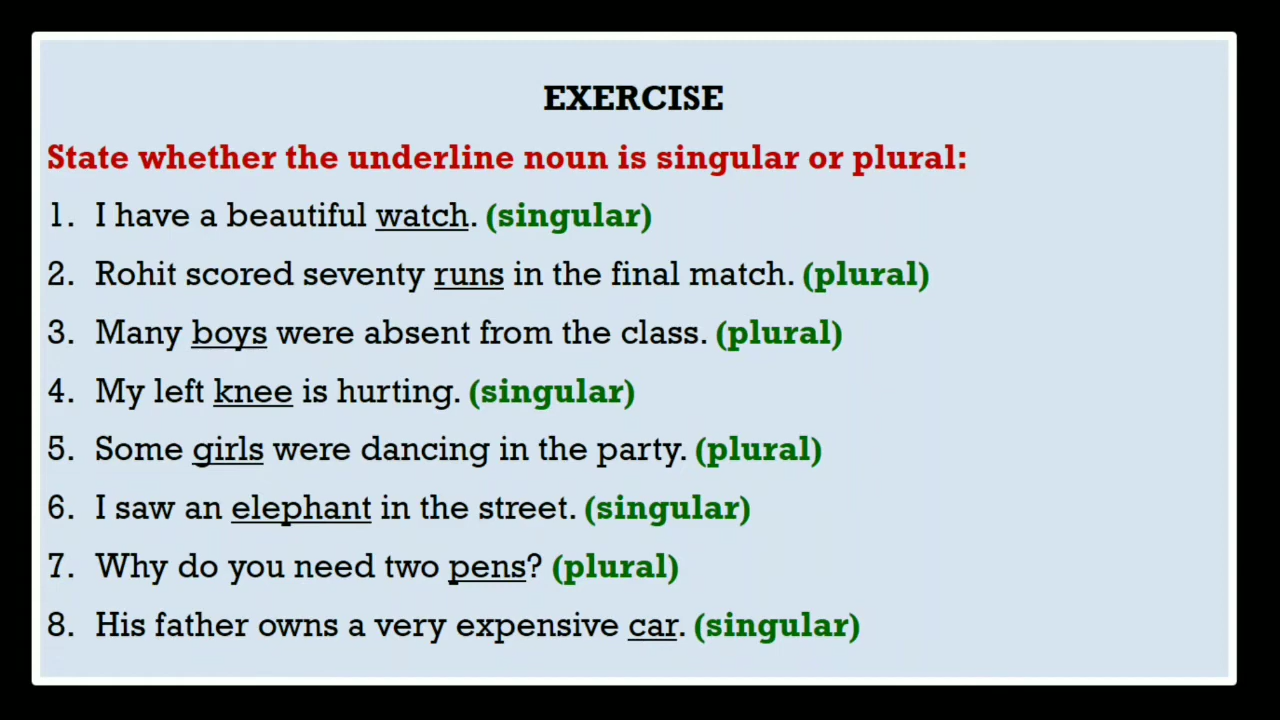 EXERCISE
State whether the underline noun is singular or plural:
1. I have a beautiful watch. (singular)
2. Rohit scored seventy runs in the final match. (plural)
3. Many boys were absent from the class. (plural)
4. My left knee is hurting. (singular)
5. Some girls were dancing in the party. (plural)
6. I saw an elephant in the street. (singular)
7. Why do you need two pens? (plural)
8. His father owns a very expensive car. (singular)